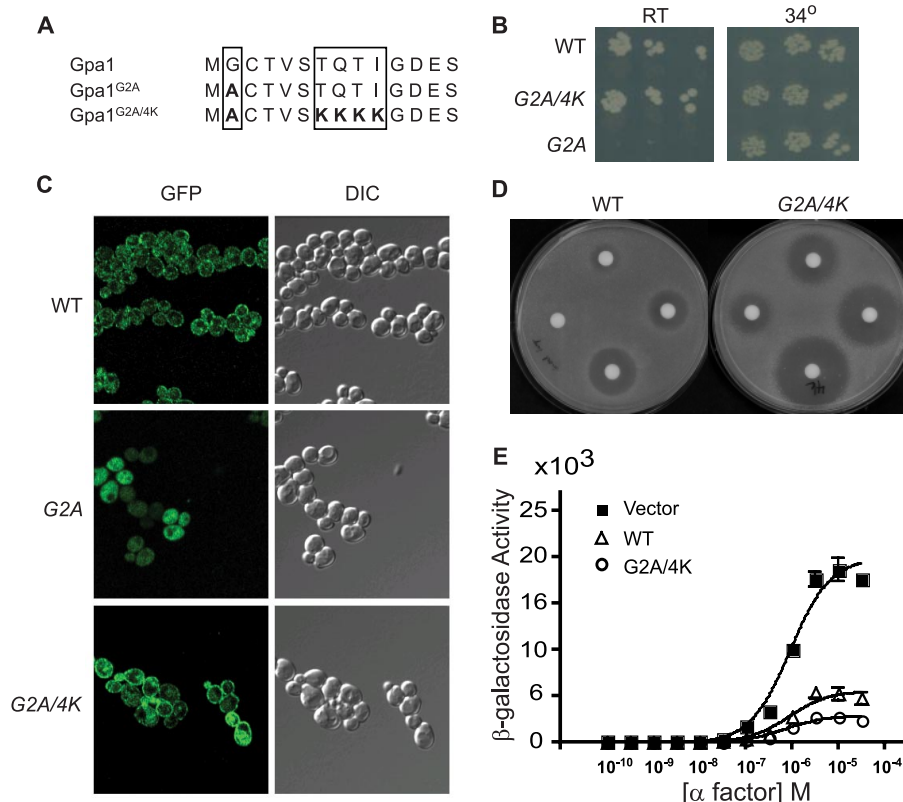 A
Gpa1 M G C T V S T Q T I G D E S
Gpa1G2A M A C T V S T Q T I G D E S
Gpa1G2A/4K M A C T V S K K K K G D E S
B
RT 34o
WT
G2A/4K
G2A
C
GFP DIC
WT
G2A
G2A/4K
D
WT G2A/4K
E
x103
β-galactosidase Activity
25
20
16
10
6
0
Vector
WT
G2A/4K
10-10 10-9 10-8 10-7 10-6 10-5 10-4
[α factor] M